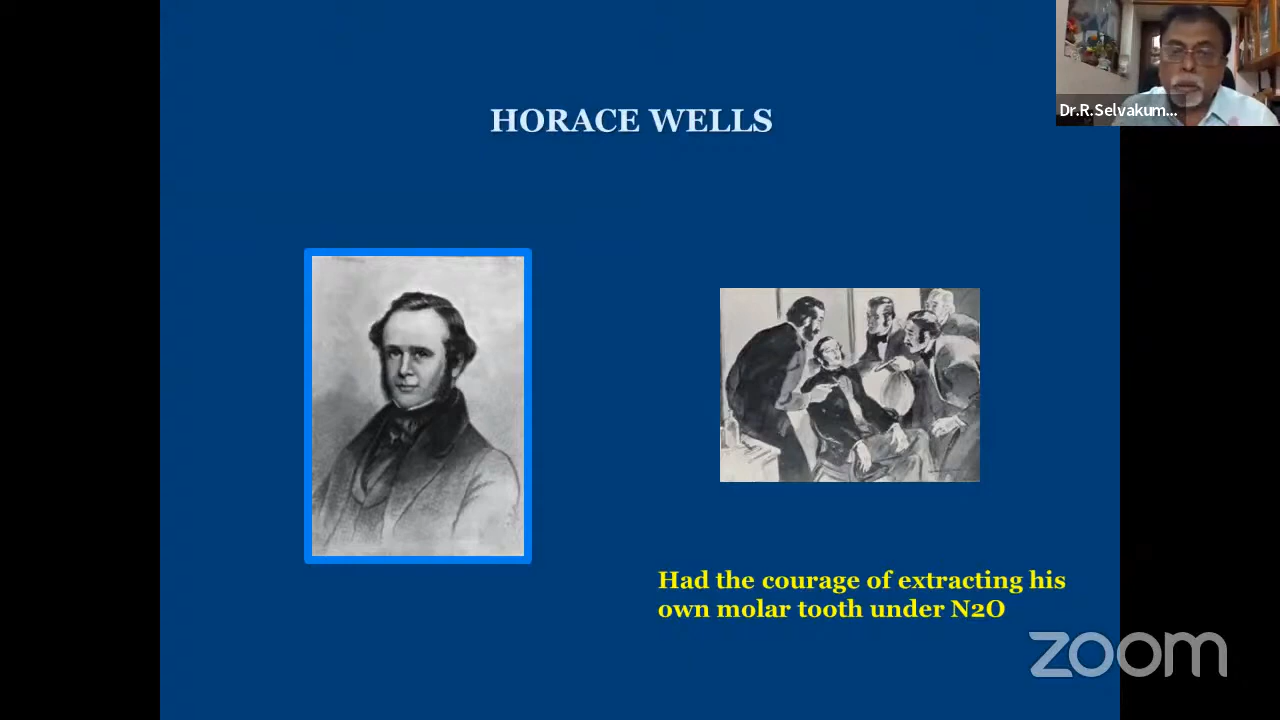 HORACE WELLS
Dr.R.Selvakum...
Had the courage of extracting his
own molar tooth under N2O
zoom